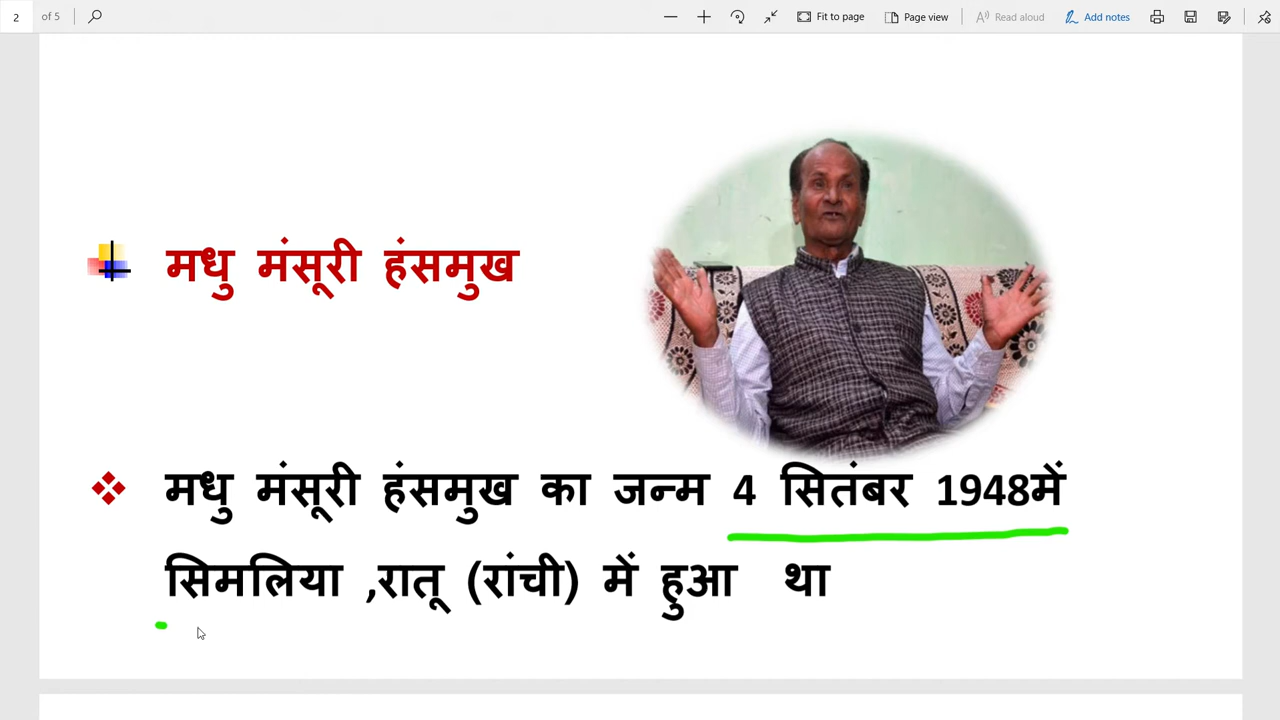 2 of 5 Fit to page Page view Read aloud Add notes
मधु मंसूरी हंसमुख
मधु मंसूरी हंसमुख का जन्म 4 सितंबर 1948में
सिमलिया ,रातू (रांची) में हुआ था